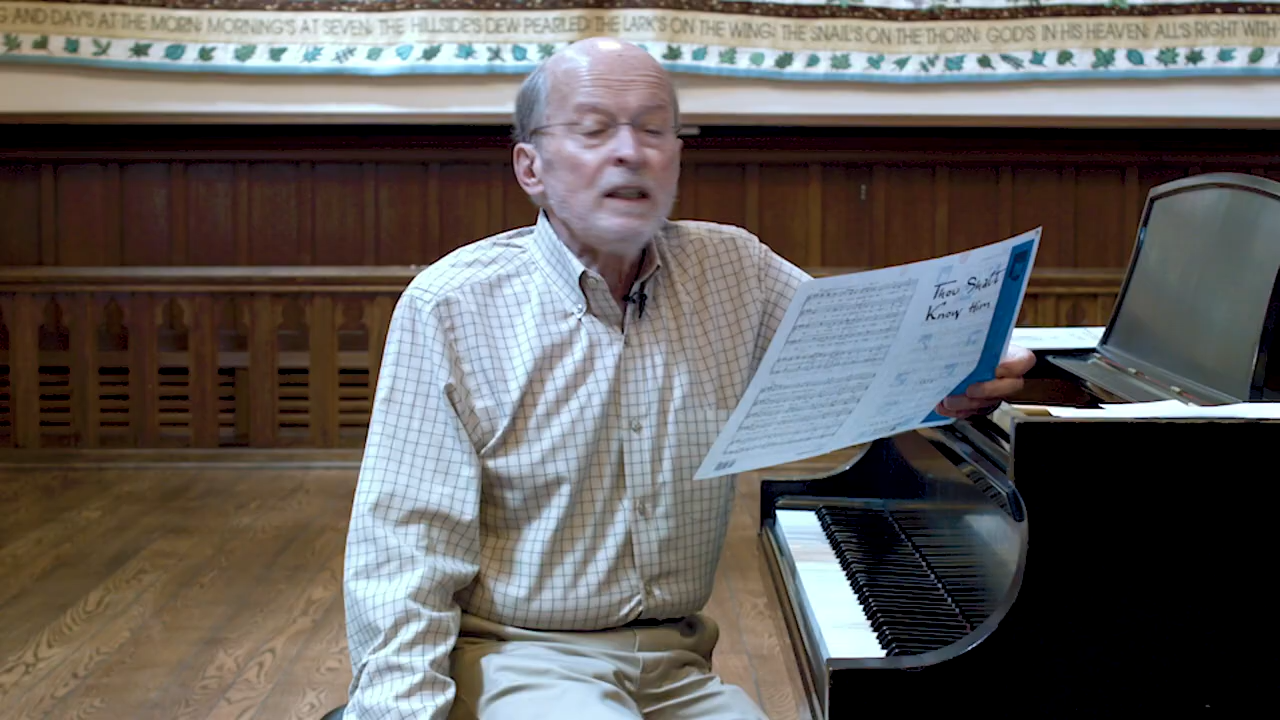 S AND DAY'S AT THE MORN: MORNING'S AT SEVEN: THE HILLSIDE'S DEW PEARLED: THE LARK'S ON THE WING: THE SNAIL'S ON THE THORN: GOD'S IN HIS HEAVEN: ALL'S RIGHT WITH
Thou Shalt
Know Him